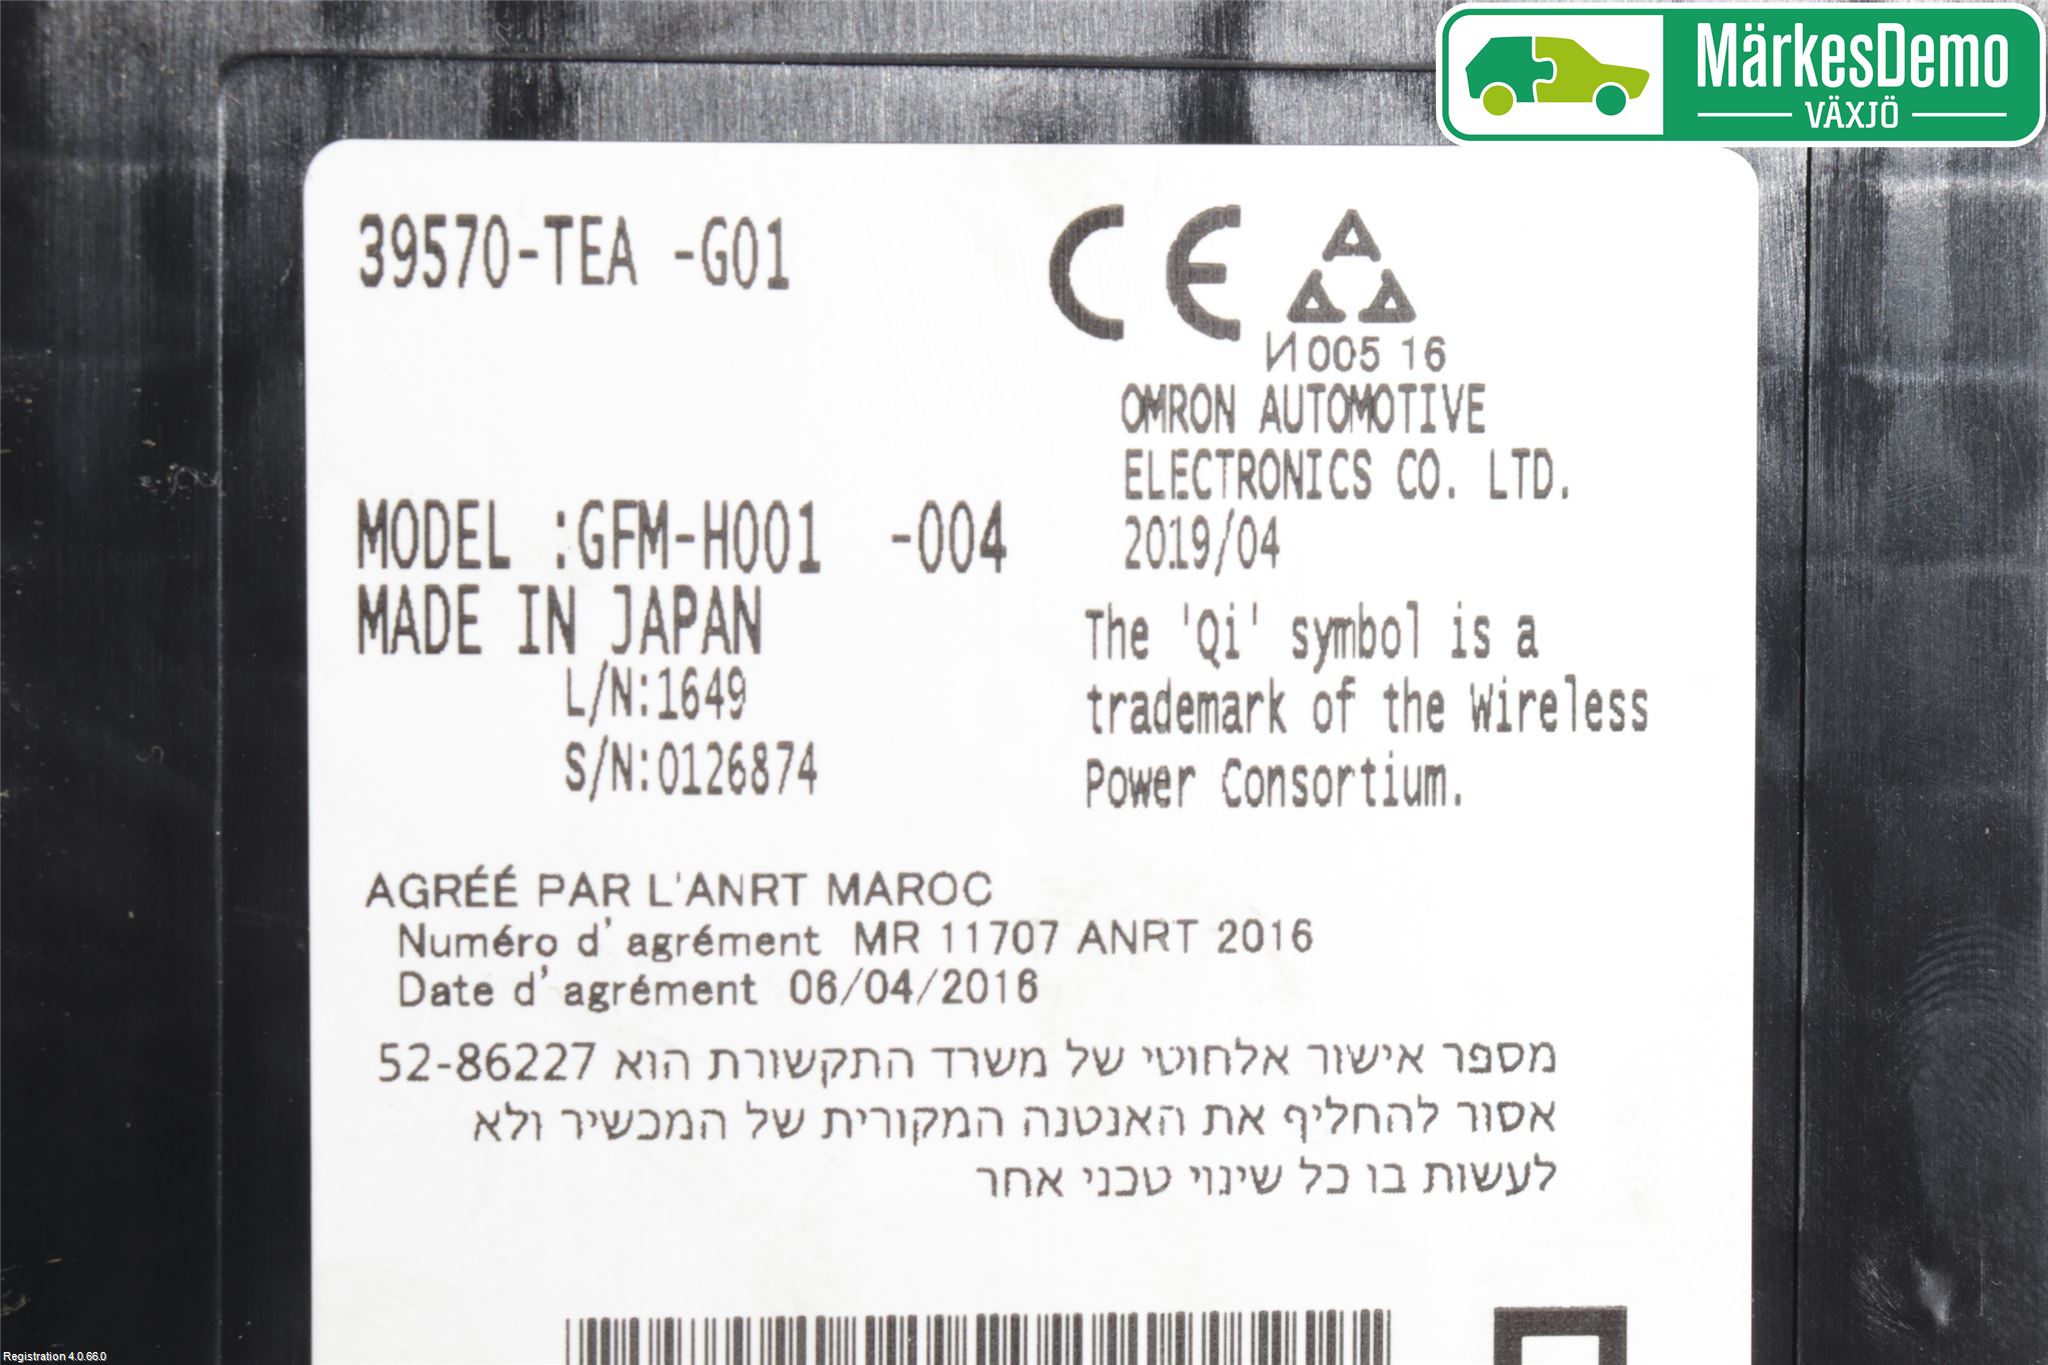 MärkesDemo
VÄXJÖ
39570-TEA -G01
CE
И005 16
OMRON AUTOMOTIVE
ELECTRONICS CO. LTD.
2019/04
MODEL :GFM-H001 -004
MADE IN JAPAN
L/N:1649
S/N:0126874
The 'Qi' symbol is a
trademark of the Wireless
Power Consortium.
AGRÉÉ PAR L'ANRT MAROC
Numéro d'agrément MR 11707 ANRT 2016
Date d'agrément 06/04/2016
מספר אישור אלחוטי של משרד התקשורת הוא 52-86227
אסור להחליף את האנטנה המקורית של המכשיר ולא
לעשות בו כל שינוי טכני אחר
Registration 4.0.66.0